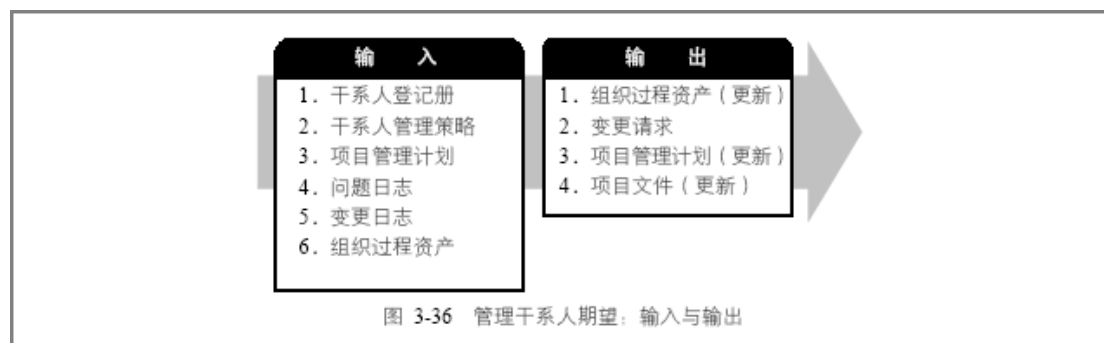 输 入
1. 干系人登记册
2. 干系人管理策略
3. 项目管理计划
4. 问题日志
5. 变更日志
6. 组织过程资产
输 出
1. 组织过程资产（更新）
2. 变更请求
3. 项目管理计划（更新）
4. 项目文件（更新）
图 3-36 管理干系人期望：输入与输出